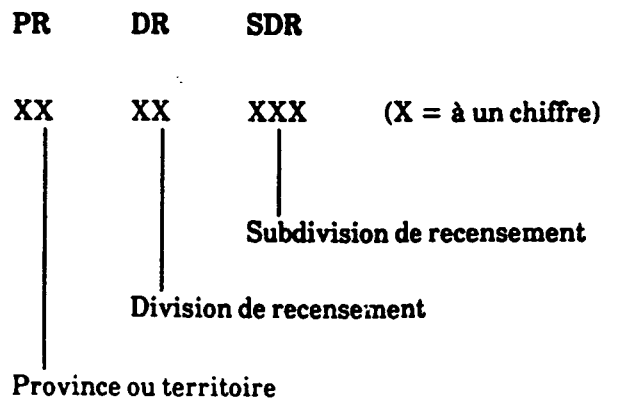 PR DR SDR
XX XX XXX (X = à un chiffre)
Subdivision de recensement
Division de recensement
Province ou territoire